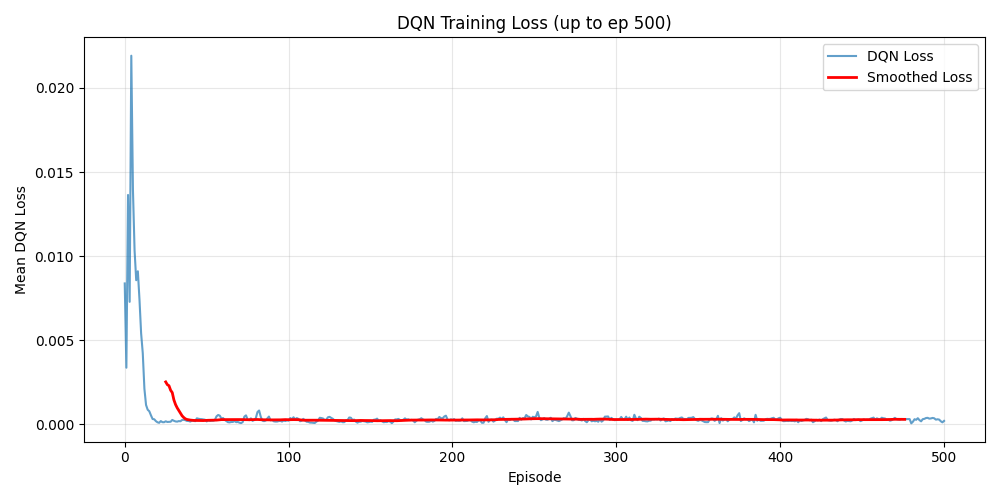 DQN Training Loss (up to ep 500)
DQN Loss
Smoothed Loss
Mean DQN Loss
0.020
0.015
0.010
0.005
0.000
0
100
200
300
400
500
Episode